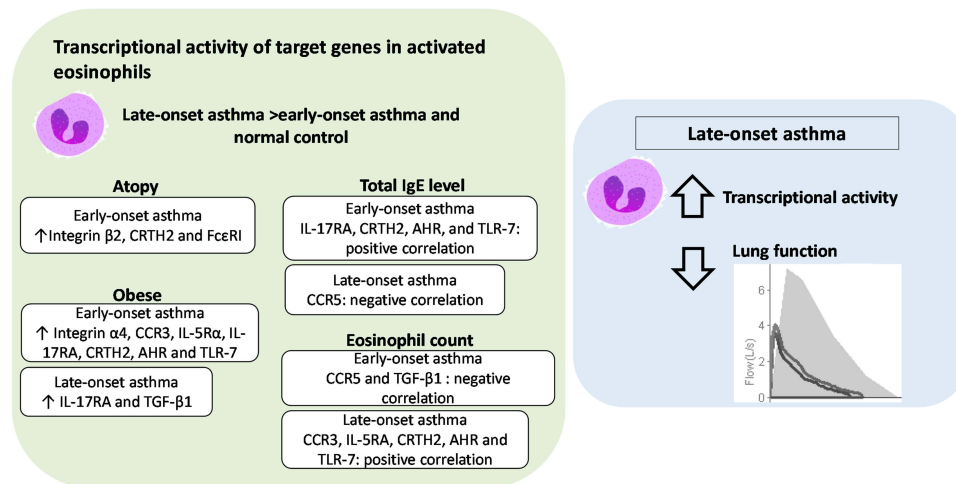 Transcriptional activity of target genes in activated
eosinophils
Late-onset asthma >early-onset asthma and
normal control
Atopy
Early-onset asthma
↑Integrin β2, CRTH2 and FcεRI
Obese
Early-onset asthma
↑ Integrin α4, CCR3, IL-5Rα, IL-
17RA, CRTH2, AHR and TLR-7
Late-onset asthma
↑ IL-17RA and TGF-β1
Total IgE level
Early-onset asthma
IL-17RA, CRTH2, AHR, and TLR-7:
positive correlation
Late-onset asthma
CCR5: negative correlation
Eosinophil count
Early-onset asthma
CCR5 and TGF-β1 : negative
correlation
Late-onset asthma
CCR3, IL-5RA, CRTH2, AHR and
TLR-7: positive correlation
Late-onset asthma
Transcriptional activity
Lung function
Flow(L/s)
6
4
2
0